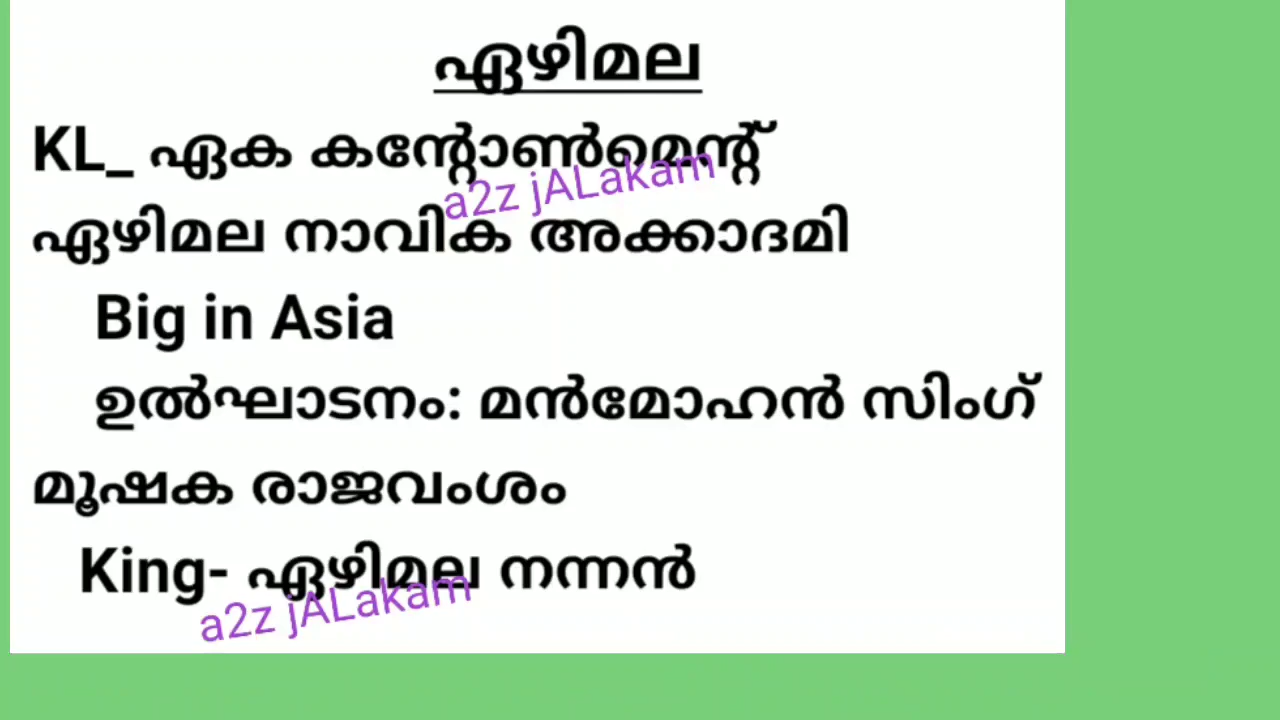 ഏഴിമല
KL_ ഏക കന്റോൺമെന്റ്
a2z jALakam
ഏഴിമല നാവിക അക്കാദമി
Big in Asia
ഉൽഘാടനം: മൻമോഹൻ സിംഗ്
മൂഷക രാജവംശം
King- ഏഴിമല നന്നൻ
a2z jALakam